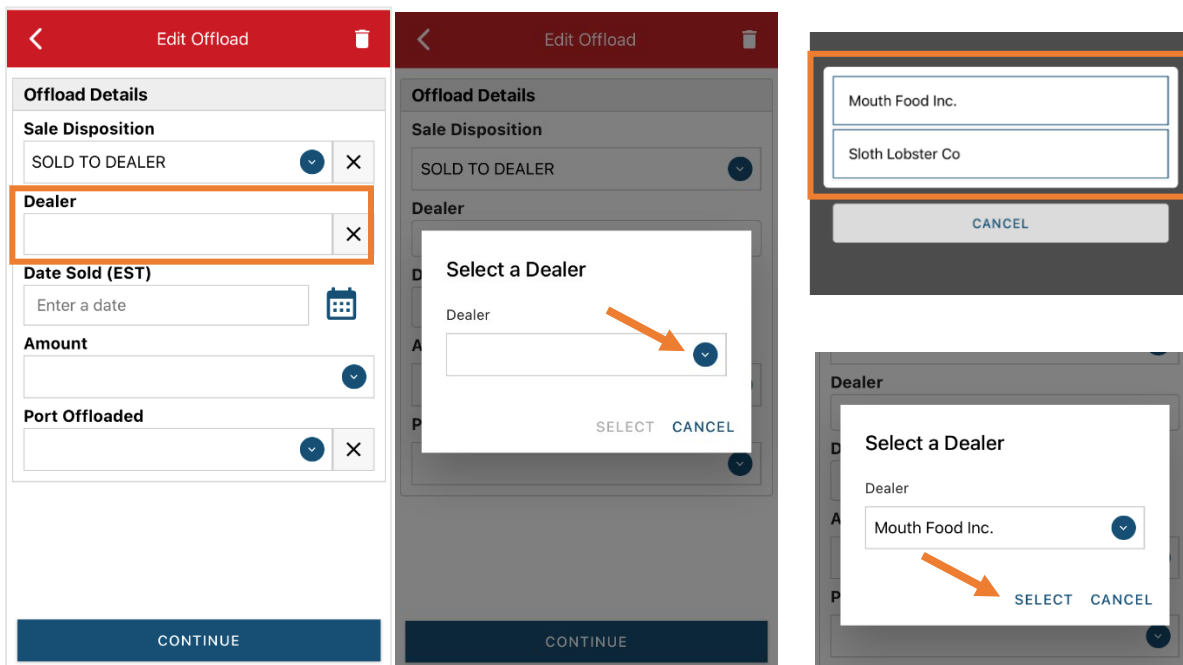 Edit Offload
Offload Details
Sale Disposition
SOLD TO DEALER
Dealer
Date Sold (EST)
Enter a date
Amount
Port Offloaded
CONTINUE
Edit Offload
Offload Details
Sale Disposition
SOLD TO DEALER
Dealer
D
A
P
Select a Dealer
Dealer
SELECT CANCEL
CONTINUE
Mouth Food Inc.
Sloth Lobster Co
CANCEL
Dealer
D
A
P
Select a Dealer
Dealer
Mouth Food Inc.
SELECT CANCEL